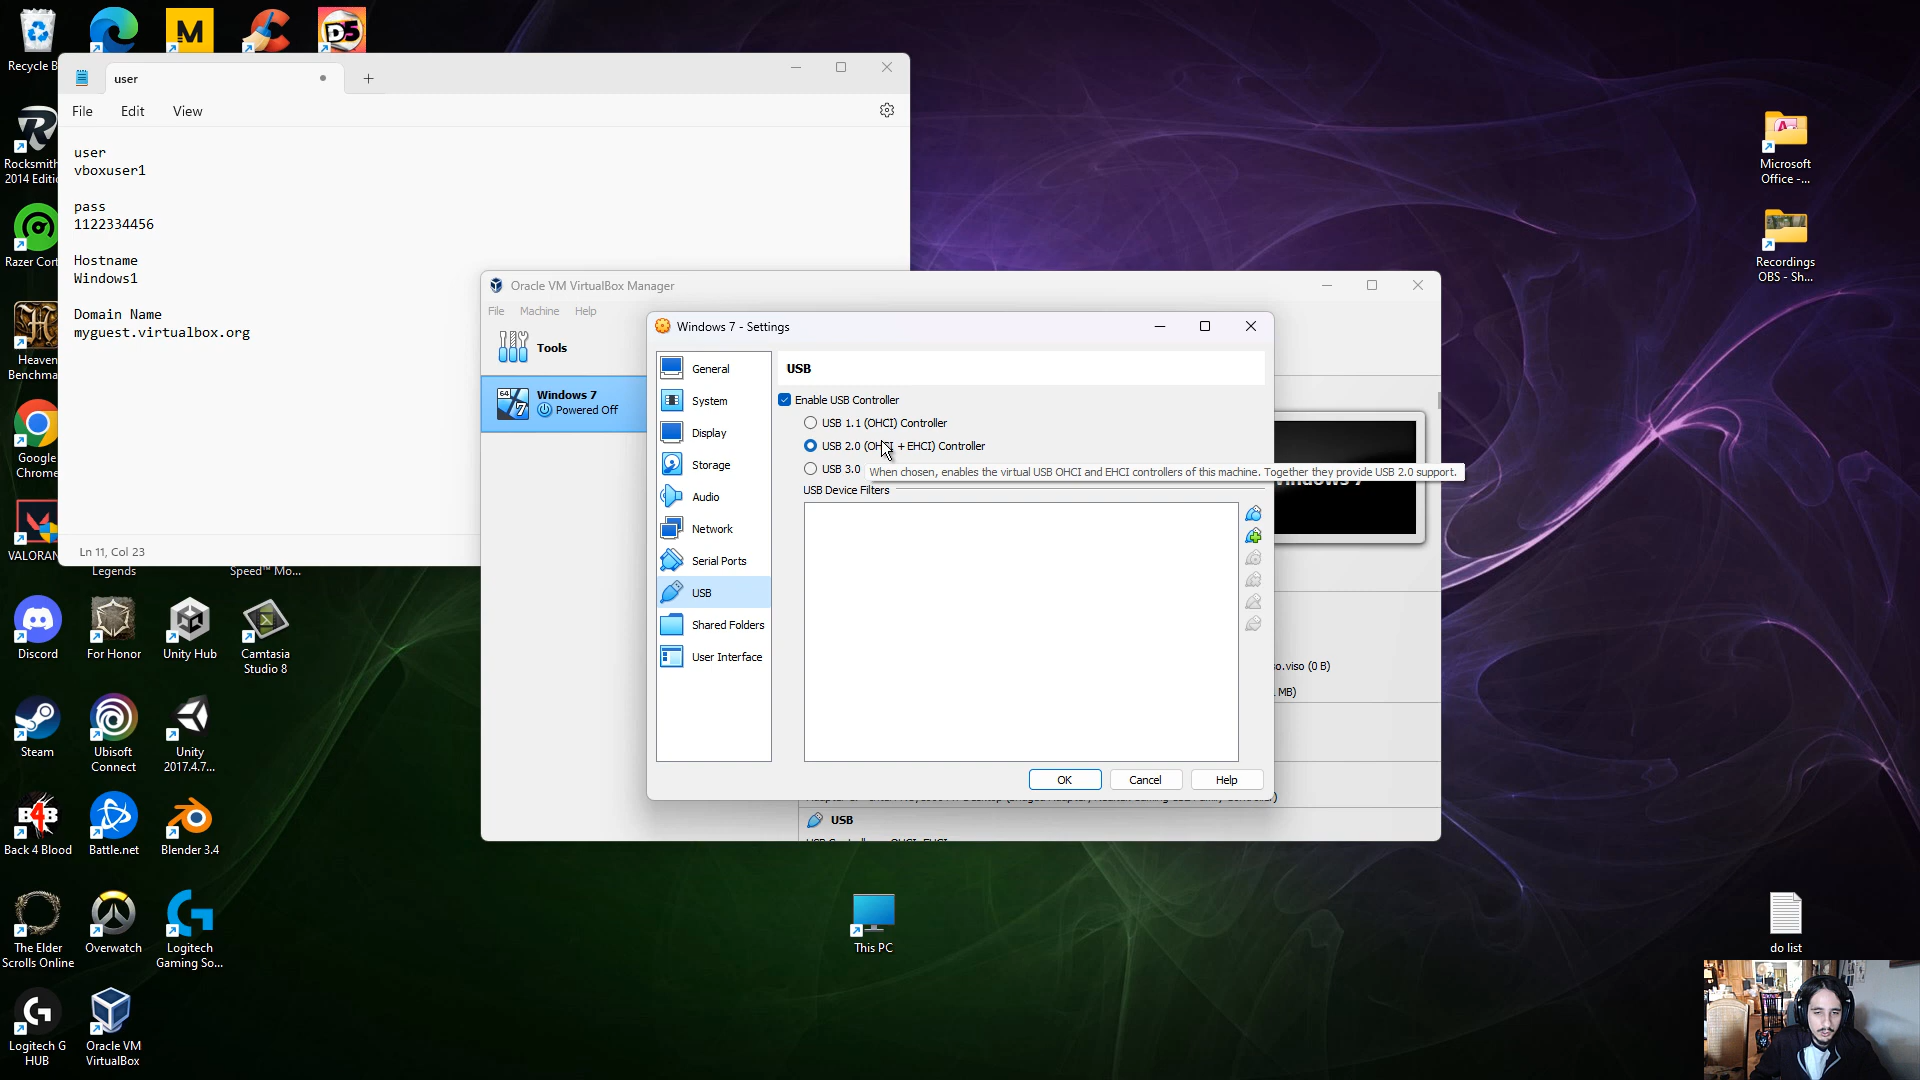 Recycle B
Rocksmith
2014 Editi
Razer Cort
Heaven
Benchma
Google
Chrome
VALORAN
Legends
Speed™ Mo...
Discord
For Honor
Unity Hub
Camtasia
Studio 8
Steam
Ubisoft
Connect
Unity
2017.4.7...
B4B
Back 4 Blood
Battle.net
Blender 3.4
The Elder
Scrolls Online
Overwatch
Logitech
Gaming So...
Logitech G
HUB
Oracle VM
VirtualBox
M
D5
user
File
Edit
View
user
vboxuser1
pass
1122334456
Hostname
Windows1
Domain Name
myguest.virtualbox.org
Ln 11, Col 23
Oracle VM VirtualBox Manager
File
Machine
Help
Tools
64
7
Windows 7
Powered Off
Windows 7 - Settings
General
System
Display
Storage
Audio
Network
Serial Ports
USB
Shared Folders
User Interface
USB
Enable USB Controller
USB 1.1 (OHCI) Controller
USB 2.0 (OHCI + EHCI) Controller
USB 3.0
When chosen, enables the virtual USB OHCI and EHCI controllers of this machine. Together they provide USB 2.0 support.
USB Device Filters
OK
Cancel
Help
so.viso (0 B)
MB)
USB
This PC
Microsoft
Office -...
Recordings
OBS - Sh...
do list